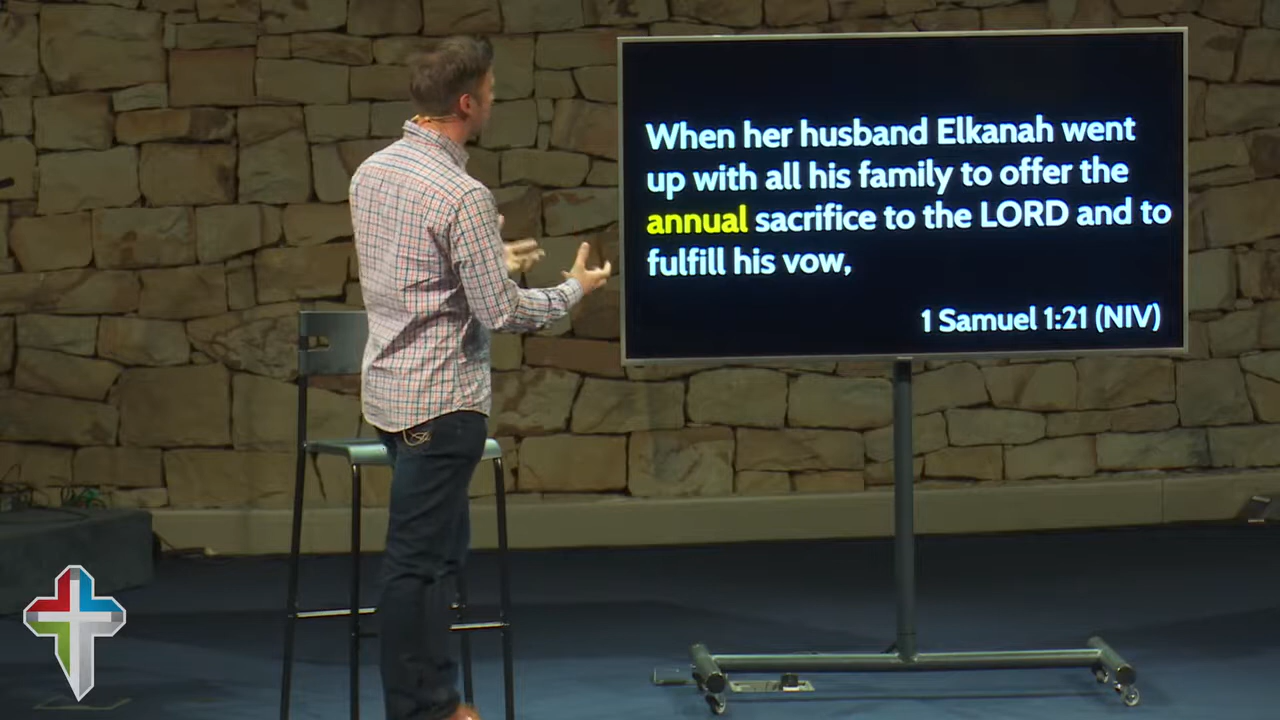 When her husband Elkanah went
up with all his family to offer the
annual sacrifice to the LORD and to
fulfill his vow,
1 Samuel 1:21 (NIV)